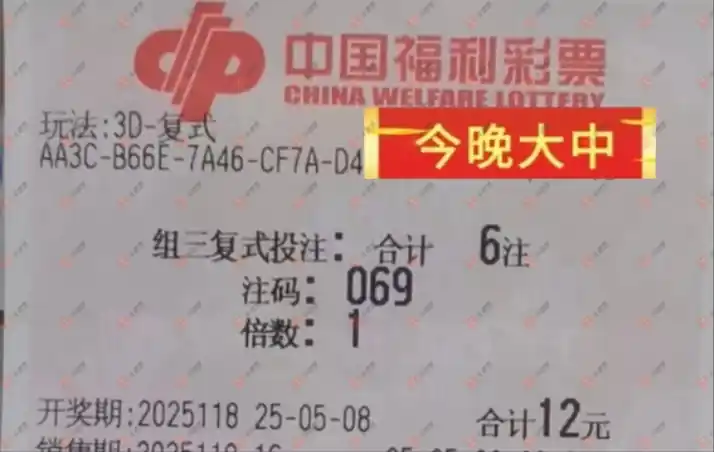 中国福利彩票
CHINA WELFARE LOTTERY
玩法:3D-复式
AA3C-B66E-7A46-CF7A-D4
今晚大中
组三复式投注: 合计 6注
注码: 069
倍数: 1
开奖期:2025118 25-05-08 合计12元